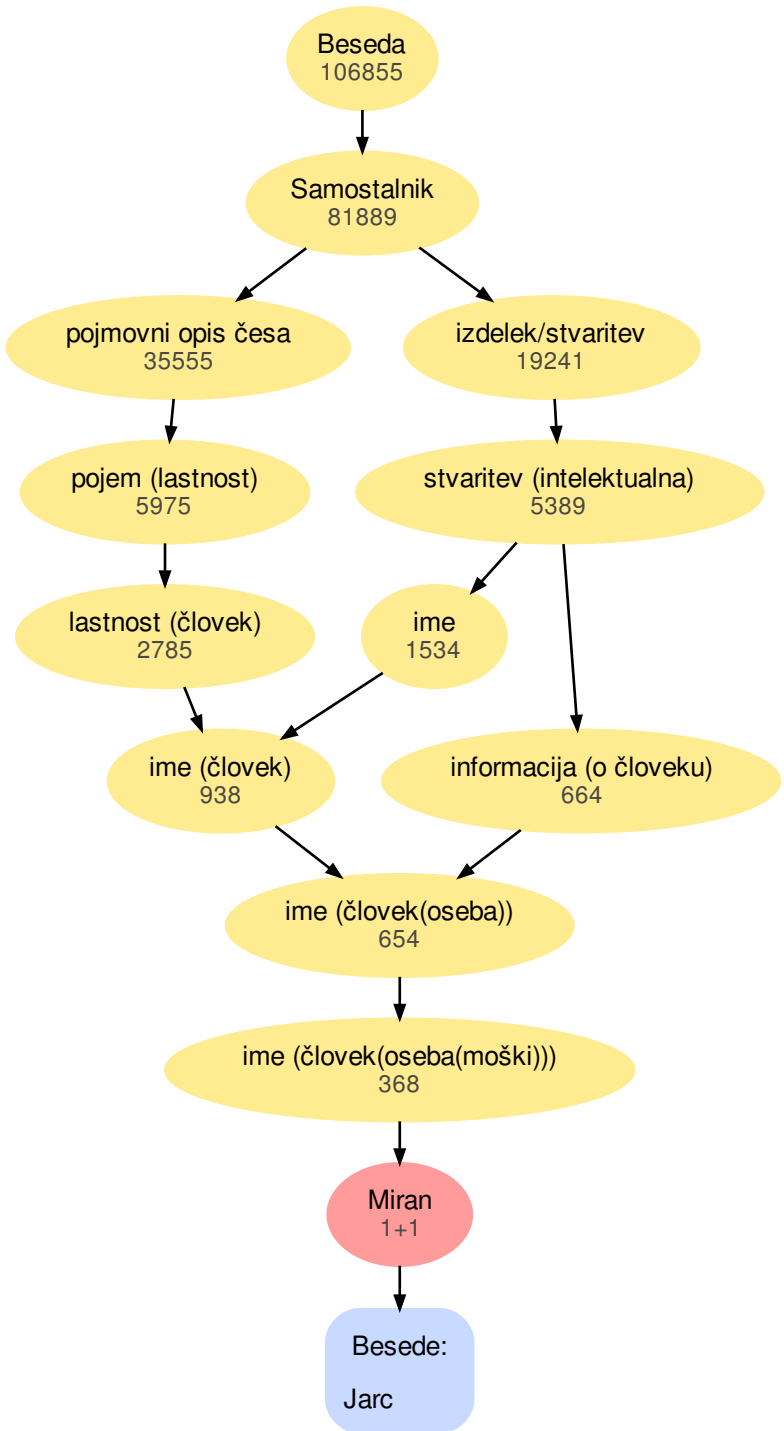 Beseda
106855
Samostalnik
81889
pojmovni opis česa
35555
izdelek/stvaritev
19241
pojem (lastnost)
5975
stvaritev (intelektualna)
5389
lastnost (človek)
2785
ime
1534
ime (človek)
938
informacija (o človeku)
664
ime (človek(oseba))
654
ime (človek(oseba(moški)))
368
Miran
1+1
Besede:
Jarc